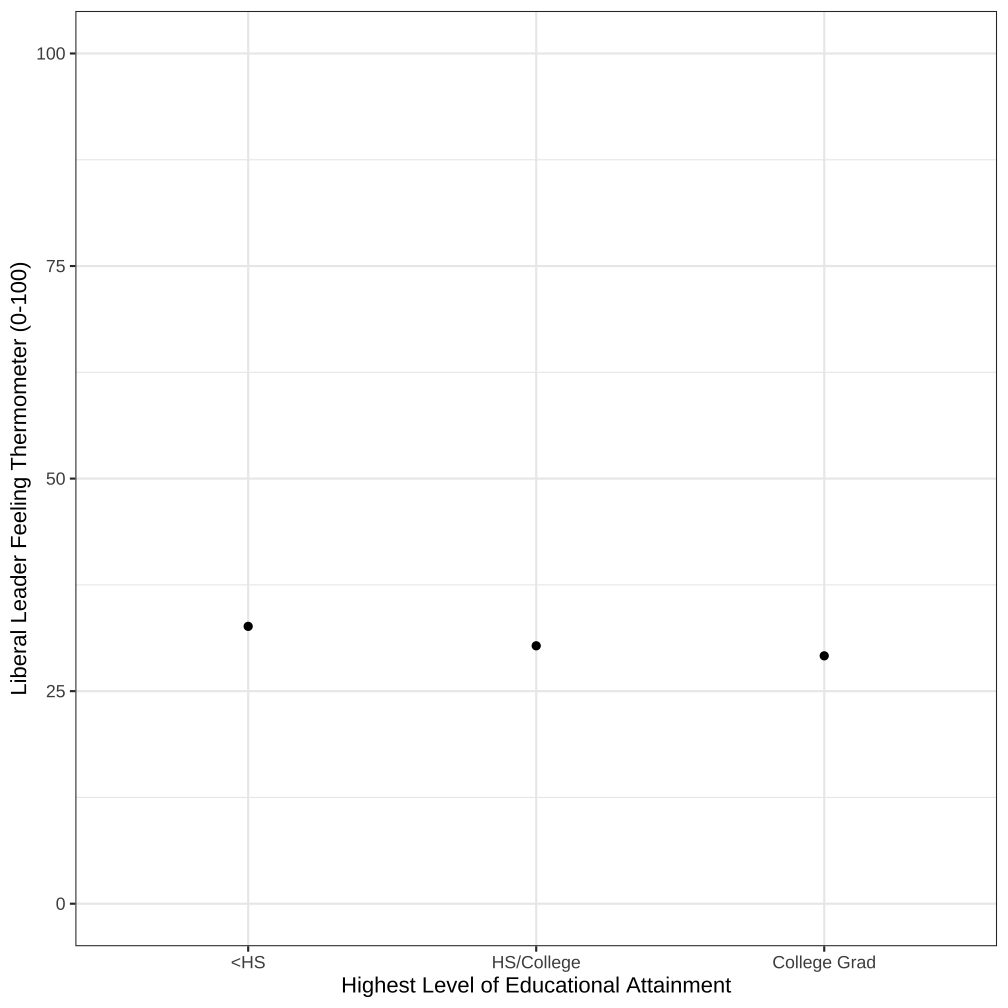 Liberal Leader Feeling Thermometer (0-100)
100
75
50
25
0
<HS
HS/College
College Grad
Highest Level of Educational Attainment